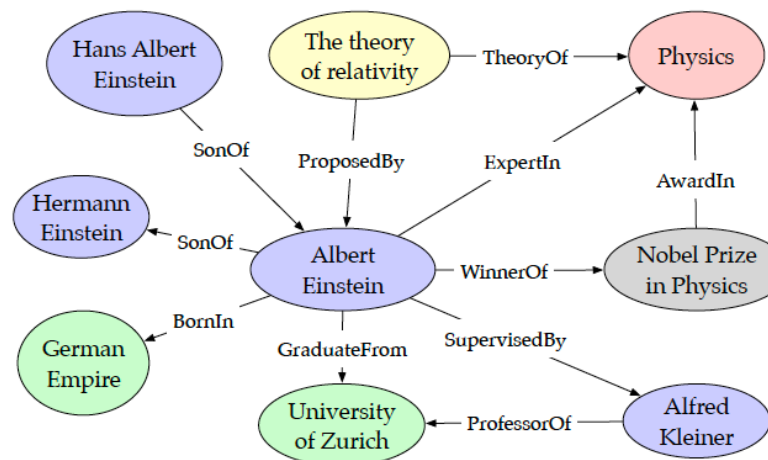 Hans Albert
Einstein
The theory
of relativity
TheoryOf
Physics
SonOf
ProposedBy
ExpertIn
AwardIn
Hermann
Einstein
SonOf
Albert
Einstein
WinnerOf
Nobel Prize
in Physics
BornIn
German
Empire
GraduateFrom
SupervisedBy
University
of Zurich
ProfessorOf
Alfred
Kleiner